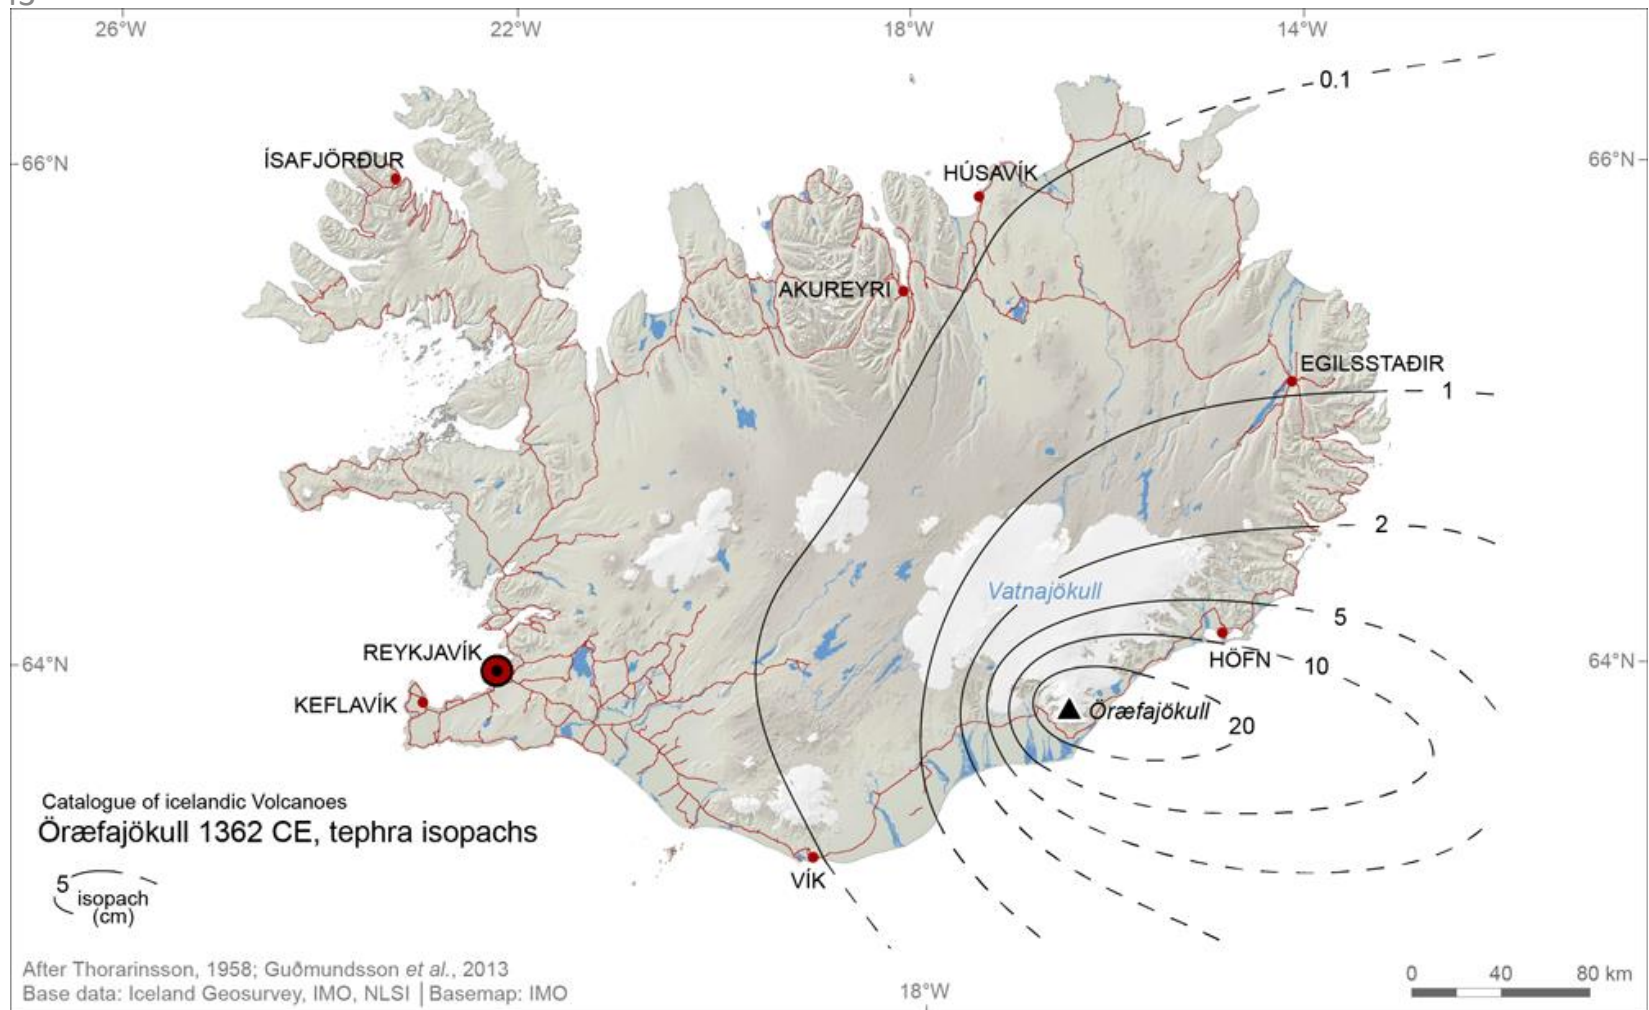 26°W 22°W 18°W 14°W
0.1
66°N
66°N
ÍSAFJÖRÐUR
HÚSAVÍK
AKUREYRI
EGILSSTAÐIR
1
2
Vatnajökull
5
REYKJAVÍK
64°N
64°N
HÖFN
10
KEFLAVÍK
Öræfajökull
20
Catalogue of icelandic Volcanoes
Öræfajökull 1362 CE, tephra isopachs
VÍK
5
isopach
(cm)
After Thorarinsson, 1958; Guðmundsson et al., 2013
Base data: Iceland Geosurvey, IMO, NLSI | Basemap: IMO
18°W
0 40 80 km